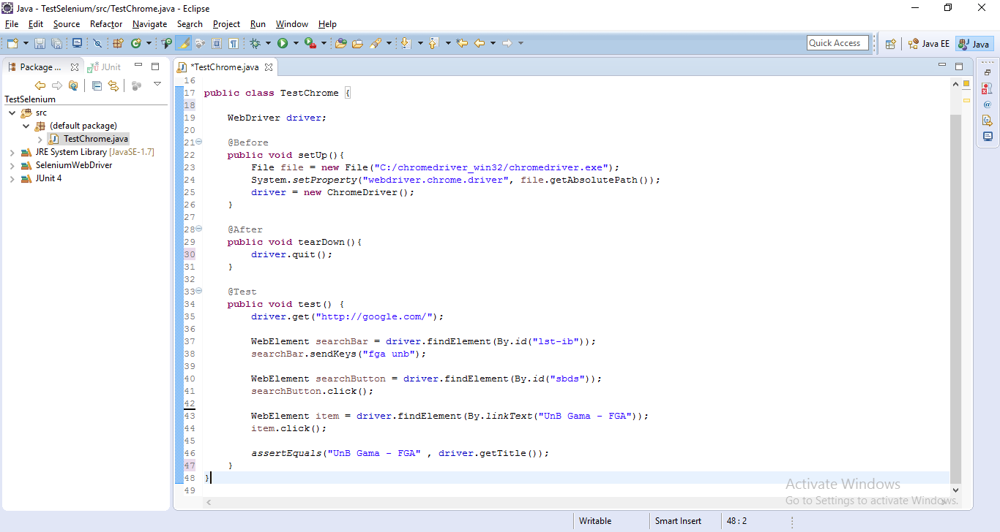 Java - TestSelenium/src/TestChrome.java - Eclipse
File Edit Source Refactor Navigate Search Project Run Window Help
Quick Access Java EE Java
Package ... JUnit
*TestChrome.java
TestSelenium
src
(default package)
TestChrome.java
JRE System Library [JavaSE-1.7]
SeleniumWebDriver
JUnit 4
16
17 public class TestChrome {
18
19 WebDriver driver;
20
21 @Before
22 public void setUp(){
23 File file = new File("C:/chromedriver_win32/chromedriver.exe");
24 System.setProperty("webdriver.chrome.driver", file.getAbsolutePath());
25 driver = new ChromeDriver();
26 }
27
28 @After
29 public void tearDown(){
30 driver.quit();
31 }
32
33 @Test
34 public void test() {
35 driver.get("http://google.com/");
36
37 WebElement searchBar = driver.findElement(By.id("lst-ib"));
38 searchBar.sendKeys("fga unb");
39
40 WebElement searchButton = driver.findElement(By.id("sbds"));
41 searchButton.click();
42
43 WebElement item = driver.findElement(By.linkText("UnB Gama - FGA"));
44 item.click();
45
46 assertEquals("UnB Gama - FGA" , driver.getTitle());
47 }
48 }
49
Activate Windows
Go to Settings to activate Windows.
Writable Smart Insert 48 : 2